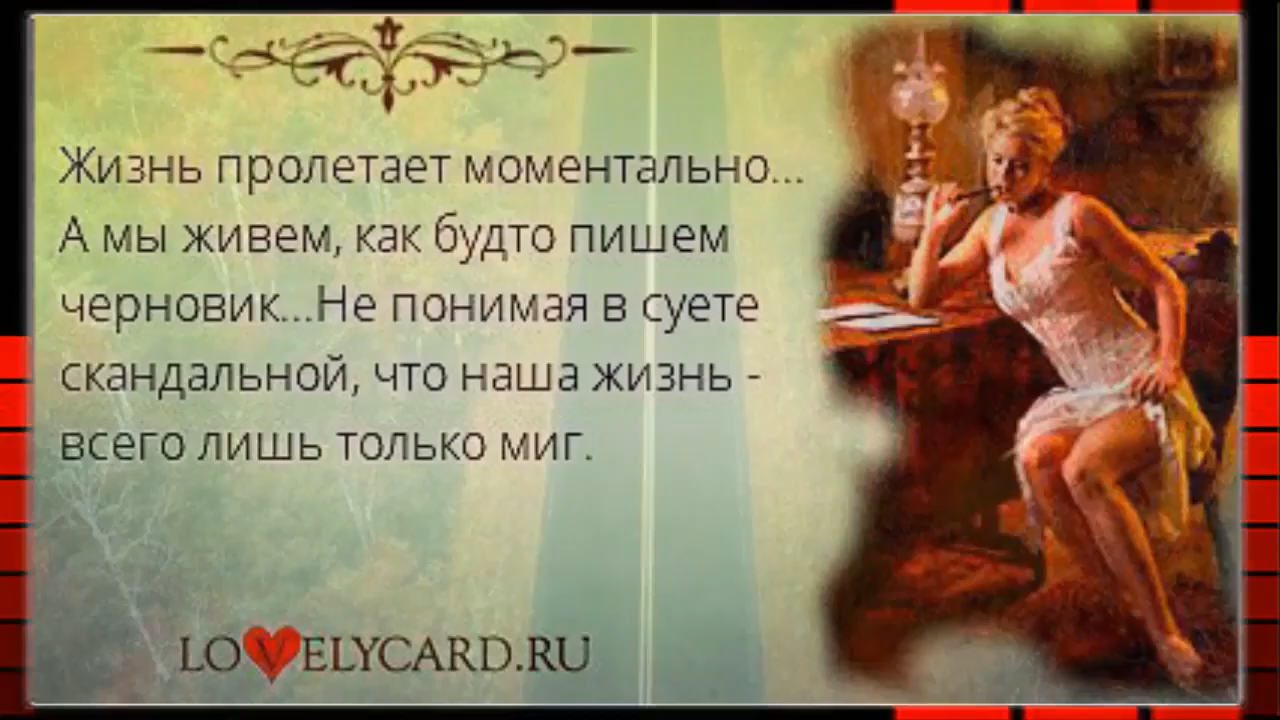 Жизнь пролетает моментально...
А мы живем, как будто пишем
черновик...Не понимая в суете
скандальной, что наша жизнь -
всего лишь только миг.
LOVELYCARD.RU